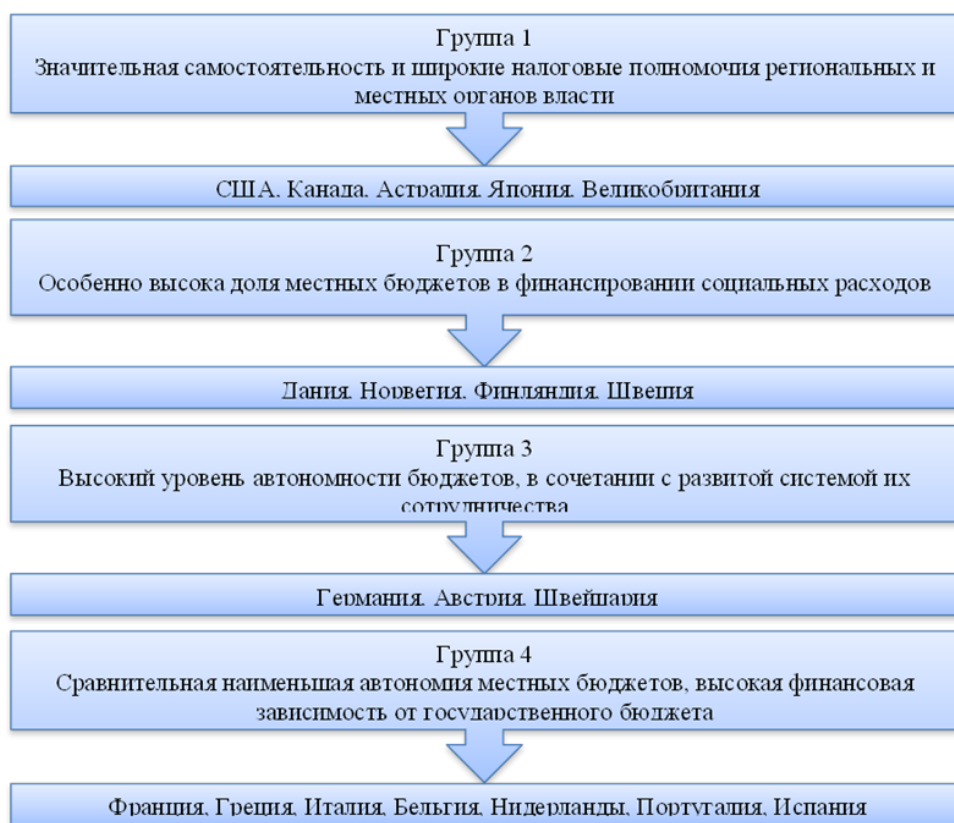 Группа 1
Значительная самостоятельность и широкие налоговые полномочия региональных и
местных органов власти
США, Канада, Астралия, Япония, Великобритания
Группа 2
Особенно высока доля местных бюджетов в финансировании социальных расходов
Дания, Норвегия, Финляндия, Швеция
Группа 3
Высокий уровень автономности бюджетов, в сочетании с развитой системой их
сотрудничества
Германия, Австрия, Швейцария
Группа 4
Сравнительная наименьшая автономия местных бюджетов, высокая финансовая
зависимость от государственного бюджета
Франция, Греция, Италия, Бельгия, Нидерланды, Португалия, Испания